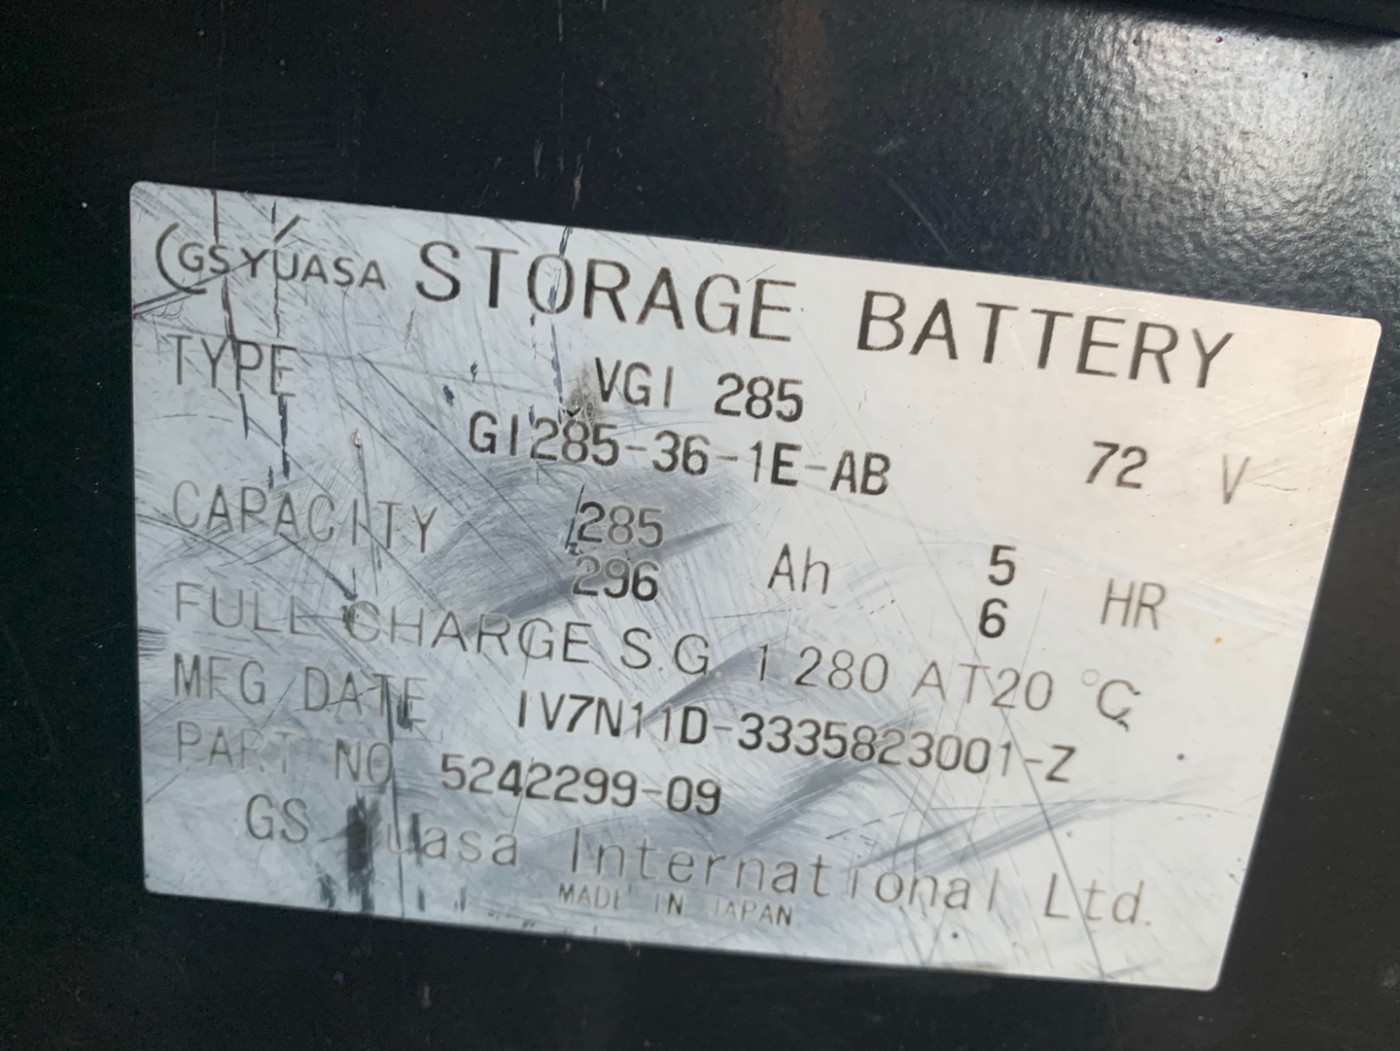 GS YUASA STORAGE BATTERY
TYPE VGI 285
GI285-36-1E-AB 72 V
CAPACITY 285 Ah 5 HR
296 6
FULL CHARGE S.G 1 280 AT20 °C
MFG DATE IV7N11D-3335823001-Z
PART NO 5242299-09
GS Yuasa International Ltd.
MADE IN JAPAN